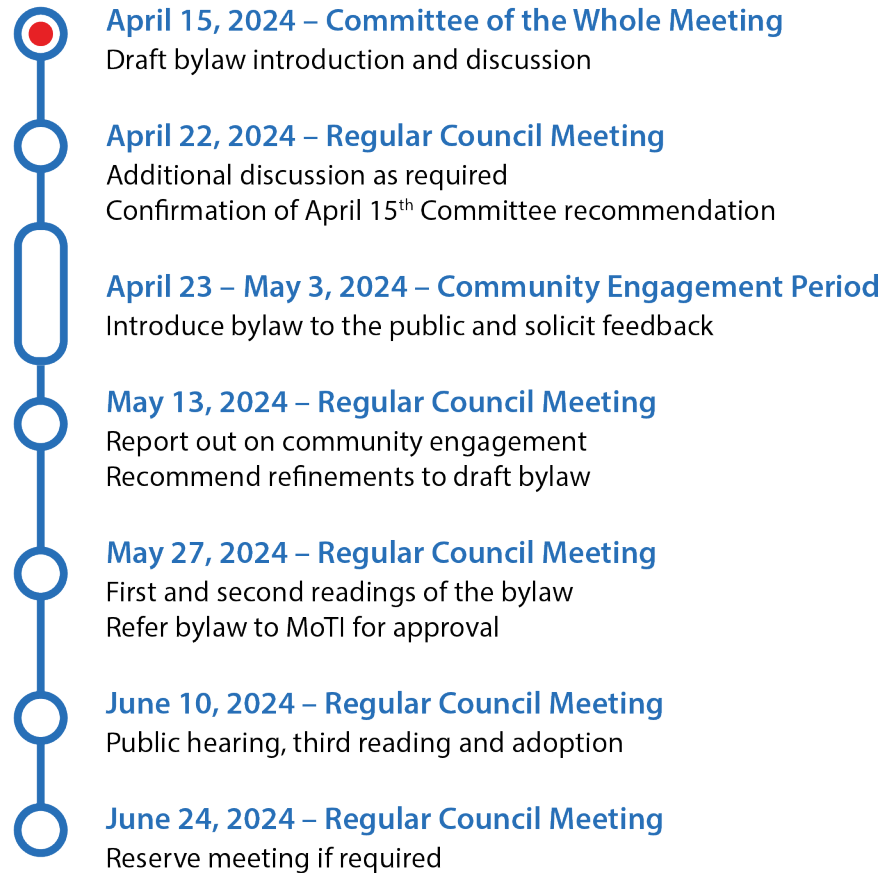 April 15, 2024 – Committee of the Whole Meeting
Draft bylaw introduction and discussion
April 22, 2024 – Regular Council Meeting
Additional discussion as required
Confirmation of April 15th Committee recommendation
April 23 – May 3, 2024 – Community Engagement Period
Introduce bylaw to the public and solicit feedback
May 13, 2024 – Regular Council Meeting
Report out on community engagement
Recommend refinements to draft bylaw
May 27, 2024 – Regular Council Meeting
First and second readings of the bylaw
Refer bylaw to MoTI for approval
June 10, 2024 – Regular Council Meeting
Public hearing, third reading and adoption
June 24, 2024 – Regular Council Meeting
Reserve meeting if required